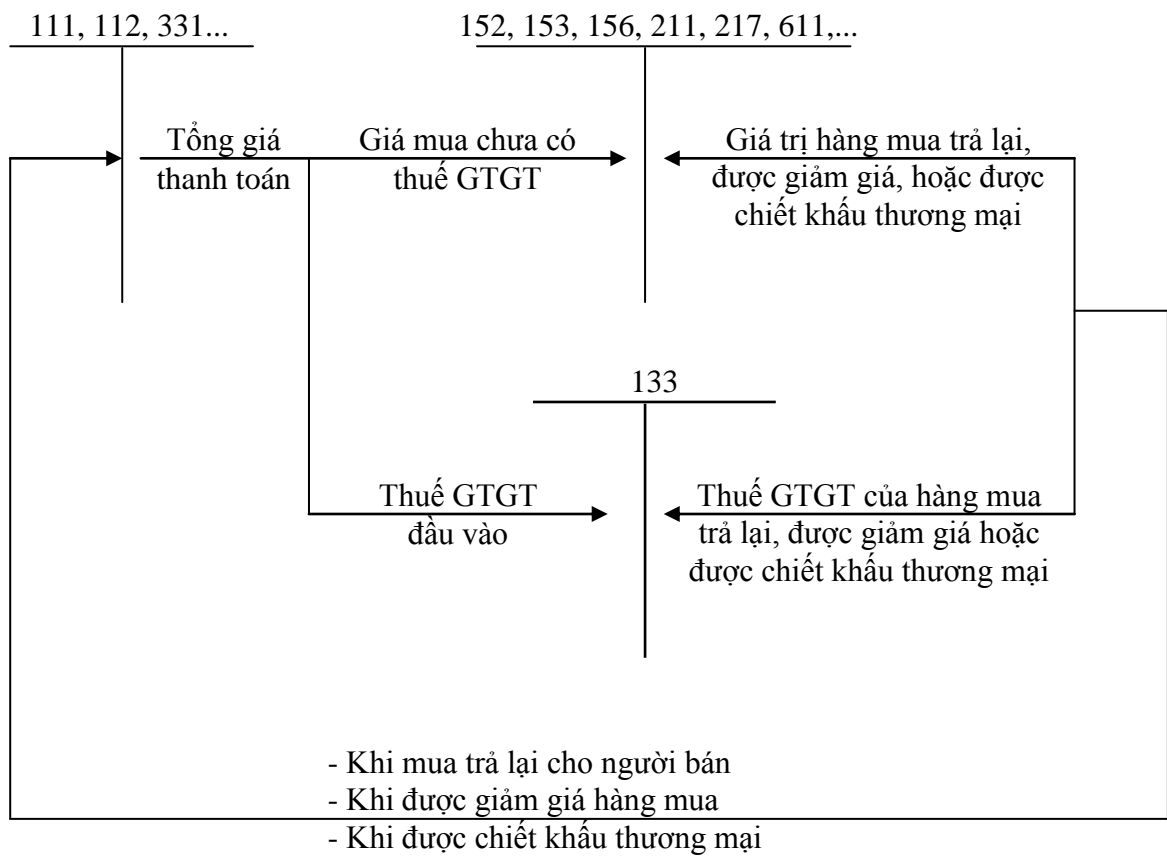 111, 112, 331...
152, 153, 156, 211, 217, 611,...
Tổng giá
thanh toán
Giá mua chưa có
thuế GTGT
Giá trị hàng mua trả lại,
được giảm giá, hoặc được
chiết khấu thương mại
133
Thuế GTGT
đầu vào
Thuế GTGT của hàng mua
trả lại, được giảm giá hoặc
được chiết khấu thương mại
- Khi mua trả lại cho người bán
- Khi được giảm giá hàng mua
- Khi được chiết khấu thương mại